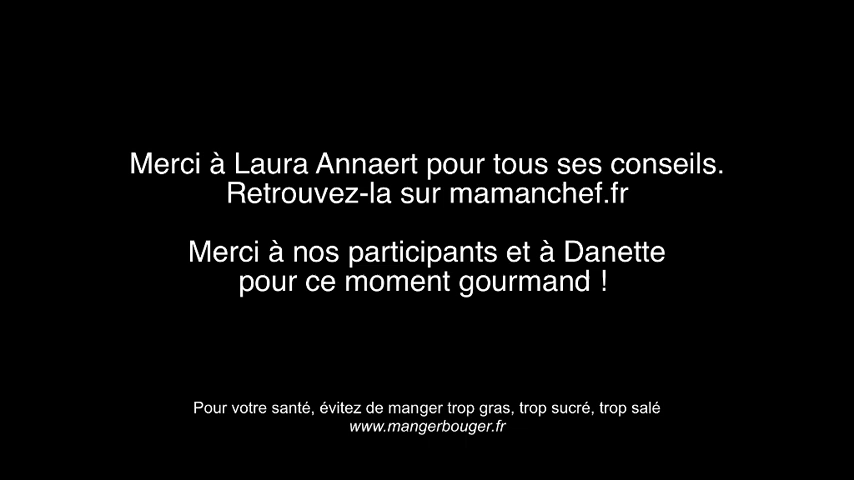 Merci à Laura Annaert pour tous ses conseils.
Retrouvez-la sur mamanchef.fr
Merci à nos participants et à Danette
pour ce moment gourmand !
Pour votre santé, évitez de manger trop gras, trop sucré, trop salé
www.mangerbouger.fr